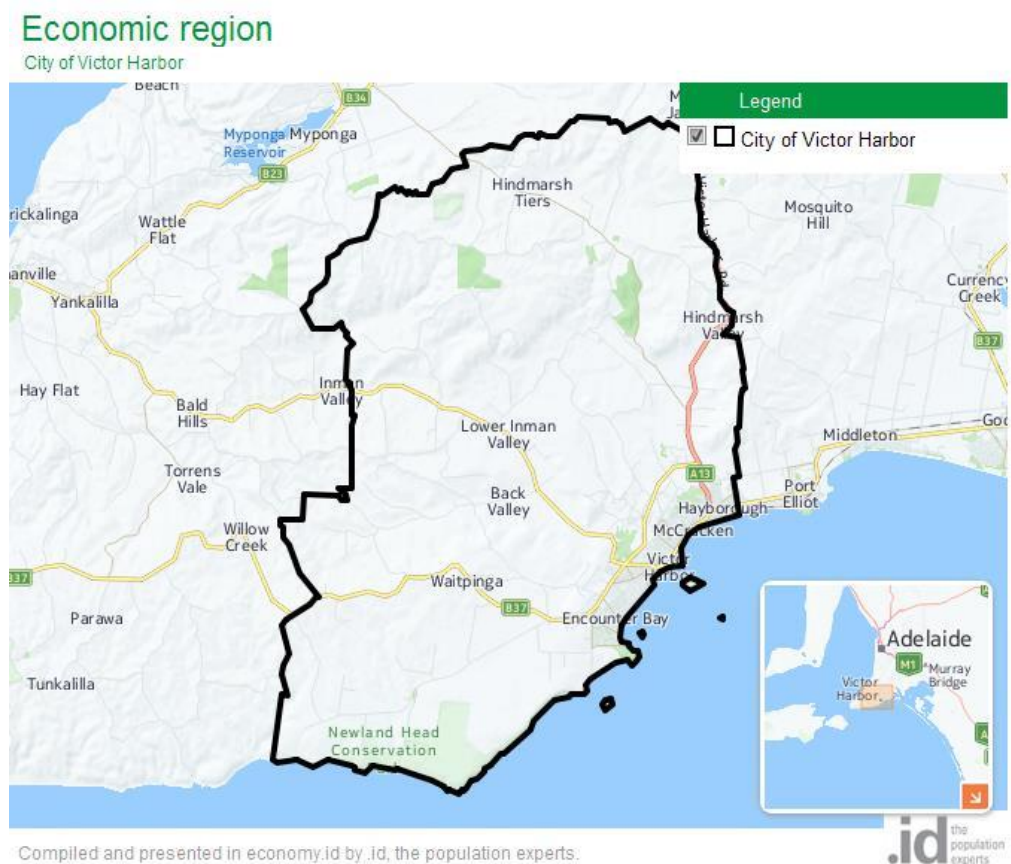 Economic region
City of Victor Harbor
Beach
B34
Legend
City of Victor Harbor
Myponga
Reservoir
Myponga
B23
Hindmarsh
Tiers
Mosquito
Hill
rickalinga
Wattle
Flat
anville
Yankalilla
Currency
Creek
Hindmarsh
Valley
B37
Hay Flat
Inman
Valley
Bald
Hills
Lower Inman
Valley
Middleton
Goo
Torrens
Vale
A13
Back
Valley
Port
Elliot
Hayborough
McCracken
Willow
Creek
Victor
Harbor
B37
Waitpinga
B37
Encounter Bay
Parawa
Tunkalilla
Newland Head
Conservation
Adelaide
M1
Murray
Bridge
Victor
Harbor
A
.id the
population
experts
Compiled and presented in economy.id by .id, the population experts.